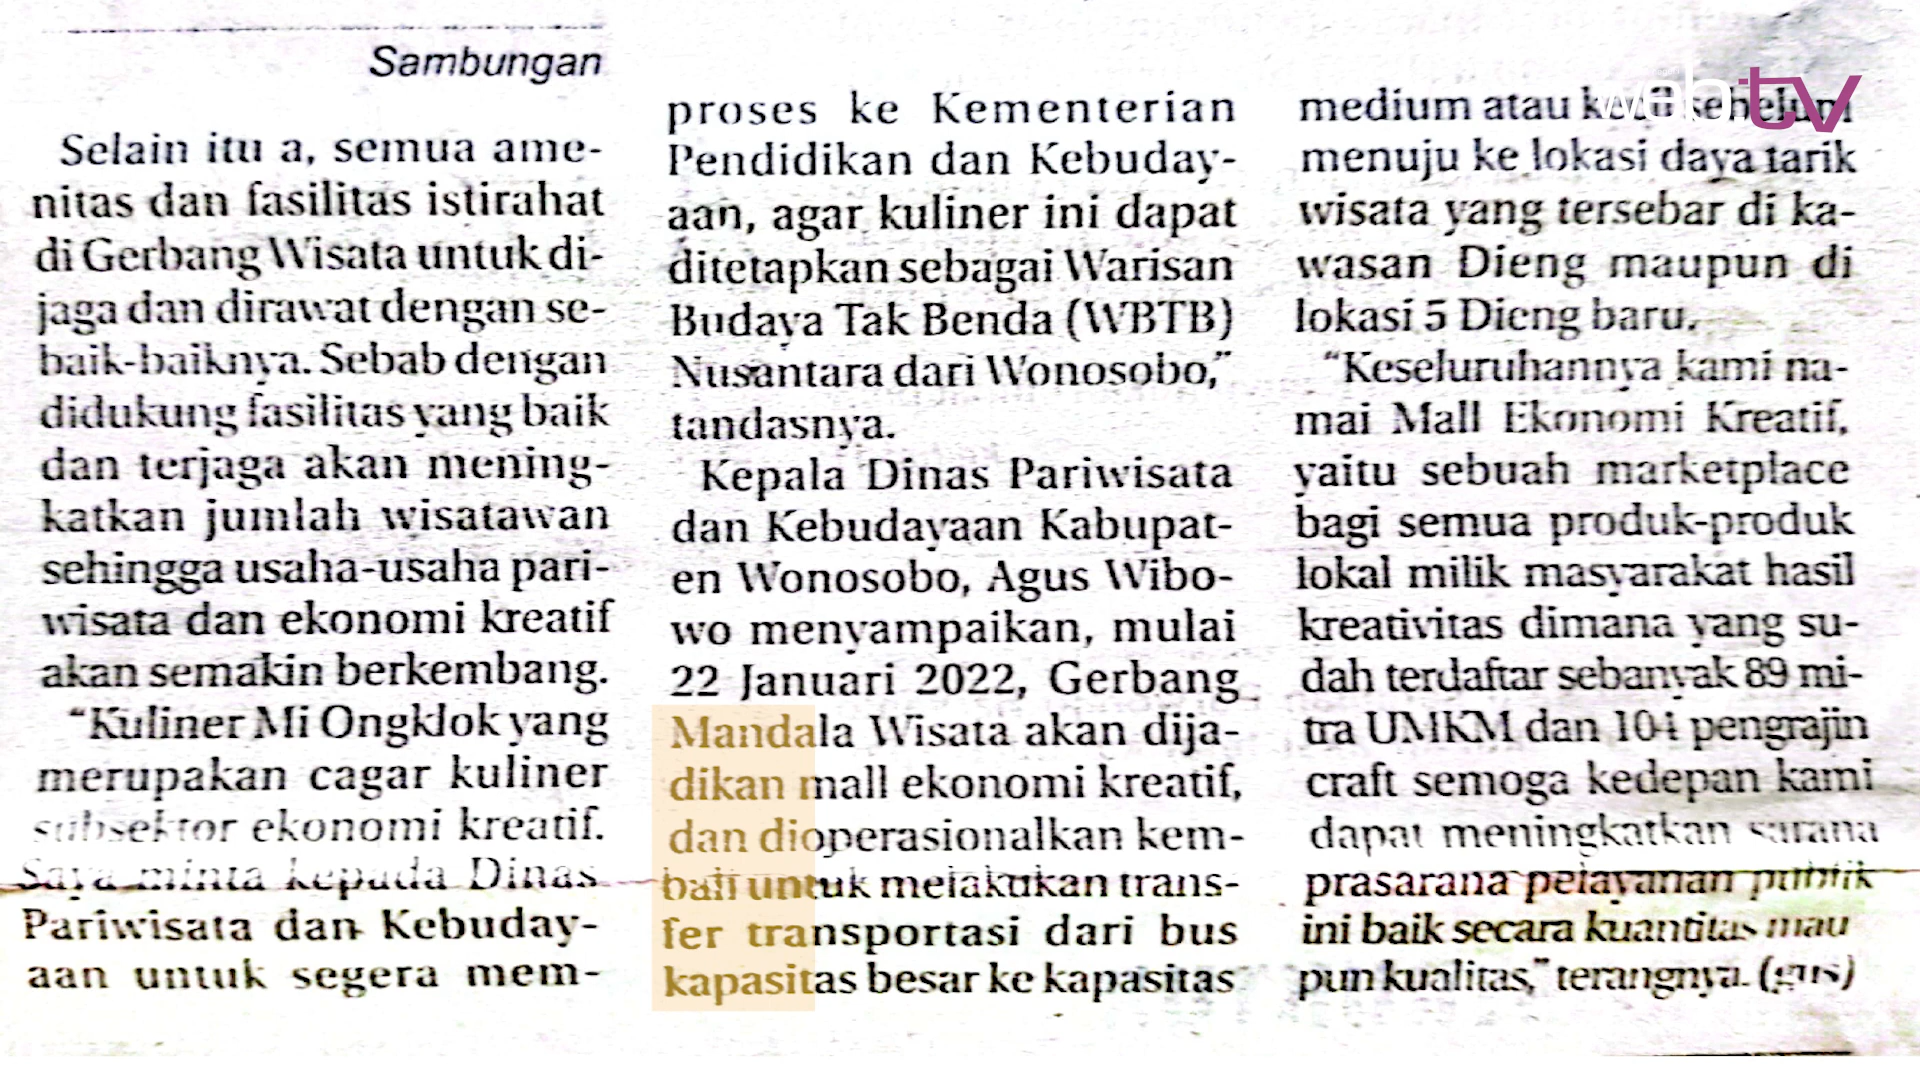 Sambungan
Selain itu a, semua ame-
nitas dan fasilitas istirahat
di Gerbang Wisata untuk di-
jaga dan dirawat dengan se-
baik-baiknya. Sebab dengan
didukung fasilitas yang baik
dan terjaga akan mening-
katkan jumlah wisatawan
sehingga usaha-usaha pari-
wisata dan ekonomi kreatif
akan semakin berkembang.
“Kuliner Mi Ongklok yang
merupakan cagar kuliner
subsektor ekonomi kreatif.
Saya minta kepada Dinas
Pariwisata dan Kebuday-
aan untuk segera mem-
proses ke Kementerian
Pendidikan dan Kebuday-
aan, agar kuliner ini dapat
ditetapkan sebagai Warisan
Budaya Tak Benda (WBTB)
Nusantara dari Wonosobo,”
tandasnya.
Kepala Dinas Pariwisata
dan Kebudayaan Kabupat-
en Wonosobo, Agus Wibo-
wo menyampaikan, mulai
22 Januari 2022, Gerbang
Mandala Wisata akan dija-
dikan mall ekonomi kreatif,
dan dioperasionalkan kem-
bali untuk melakukan trans-
fer transportasi dari bus
kapasitas besar ke kapasitas
medium atau kecil sebelum
menuju ke lokasi daya tarik
wisata yang tersebar di ka-
wasan Dieng maupun di
lokasi 5 Dieng baru.
“Keseluruhannya kami na-
mai Mall Ekonomi Kreatif,
yaitu sebuah marketplace
bagi semua produk-produk
lokal milik masyarakat hasil
kreativitas dimana yang su-
dah terdaftar sebanyak 89 mi-
tra UMKM dan 104 pengrajin
craft semoga kedepan kami
dapat meningkatkan sarana
prasarana pelayanan publik
ini baik secara kuantitas mau
pun kualitas,” terangnya. (gus)
web tv